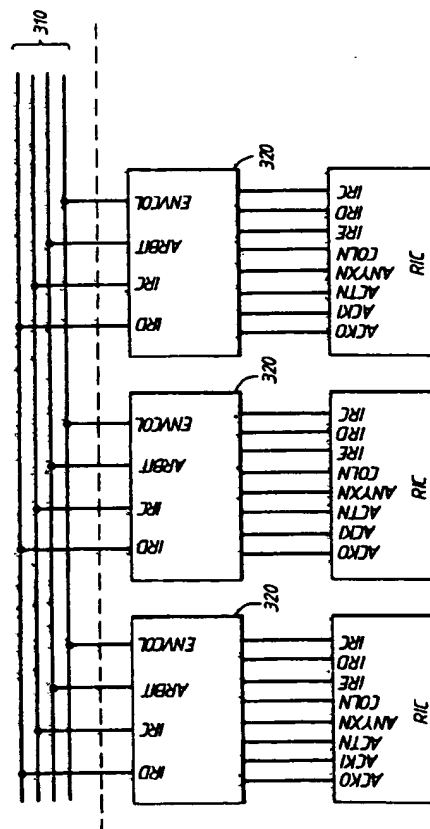 310
320
ENVCOL
ARBIT
IRC
IRD
IRC
IRD
IRE
COLN
ANYXN
ACTN
ACKI
ACKO
RIC
320
ENVCOL
ARBIT
IRC
IRD
IRC
IRD
IRE
COLN
ANYXN
ACTN
ACKI
ACKO
RIC
320
ENVCOL
ARBIT
IRC
IRD
IRC
IRD
IRE
COLN
ANYXN
ACTN
ACKI
ACKO
RIC